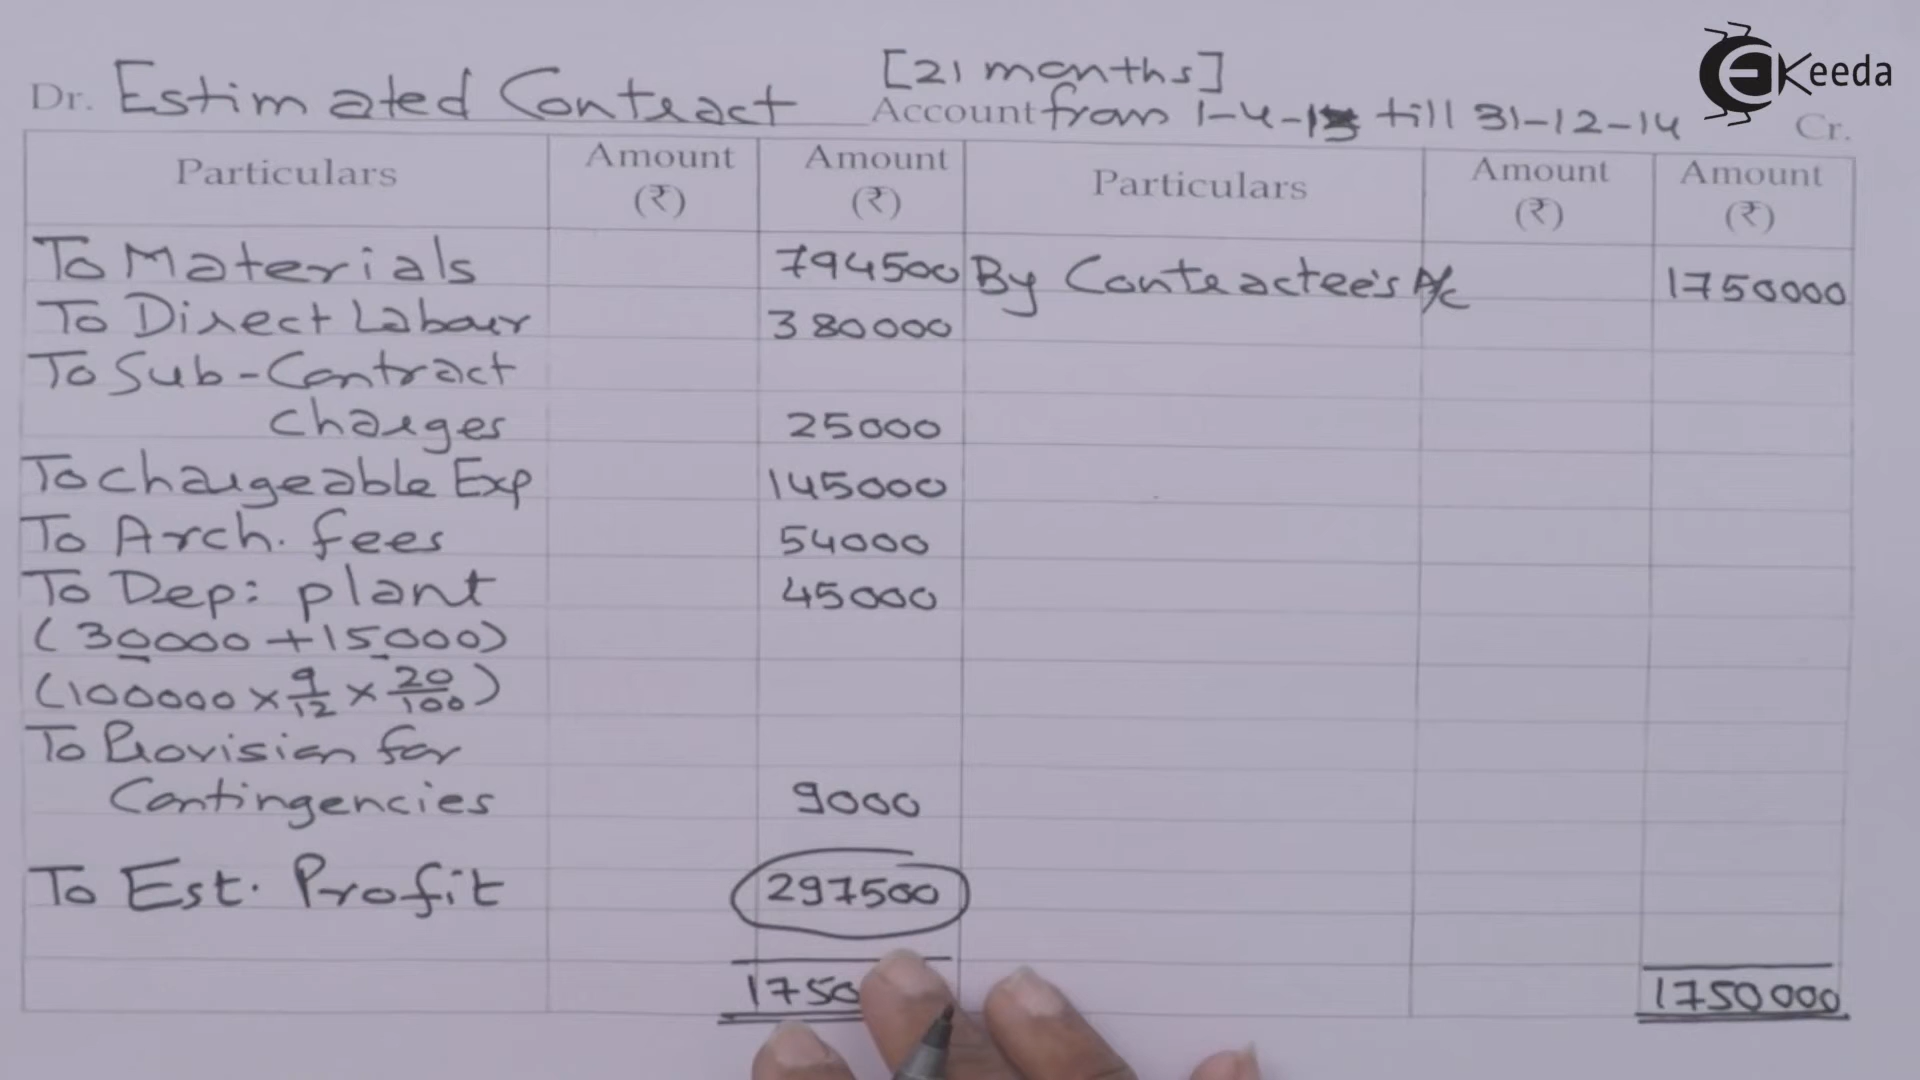 [21 months]
Dr. Estimated Contract Account from 1-4-13 till 31-12-14 Cr.
EKeeda
Particulars Amount (₹) Amount (₹) Particulars Amount (₹) Amount (₹)
To Materials 794500 By Contractee's A/c 1750000
To Direct Labour 380000
To Sub-Contract
Charges 25000
To chargeable Exp 145000
To Arch. fees 54000
To Dep: plant 45000
(30000 + 15000)
(100000 × 9/12 × 20/100)
To Provision for
Contingencies 9000
To Est. Profit 297500
1750 1750000